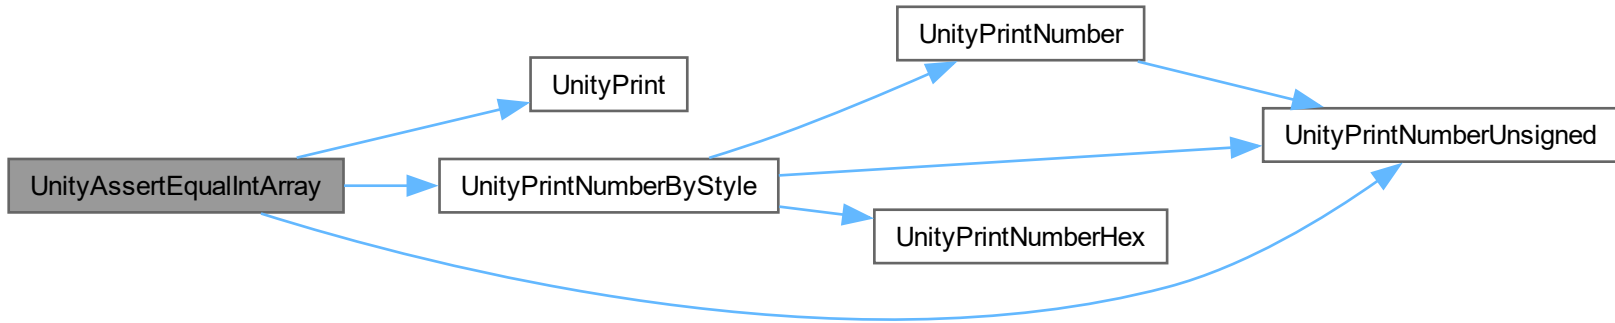 UnityAssertEqualIntArray
UnityPrint
UnityPrintNumberByStyle
UnityPrintNumber
UnityPrintNumberHex
UnityPrintNumberUnsigned